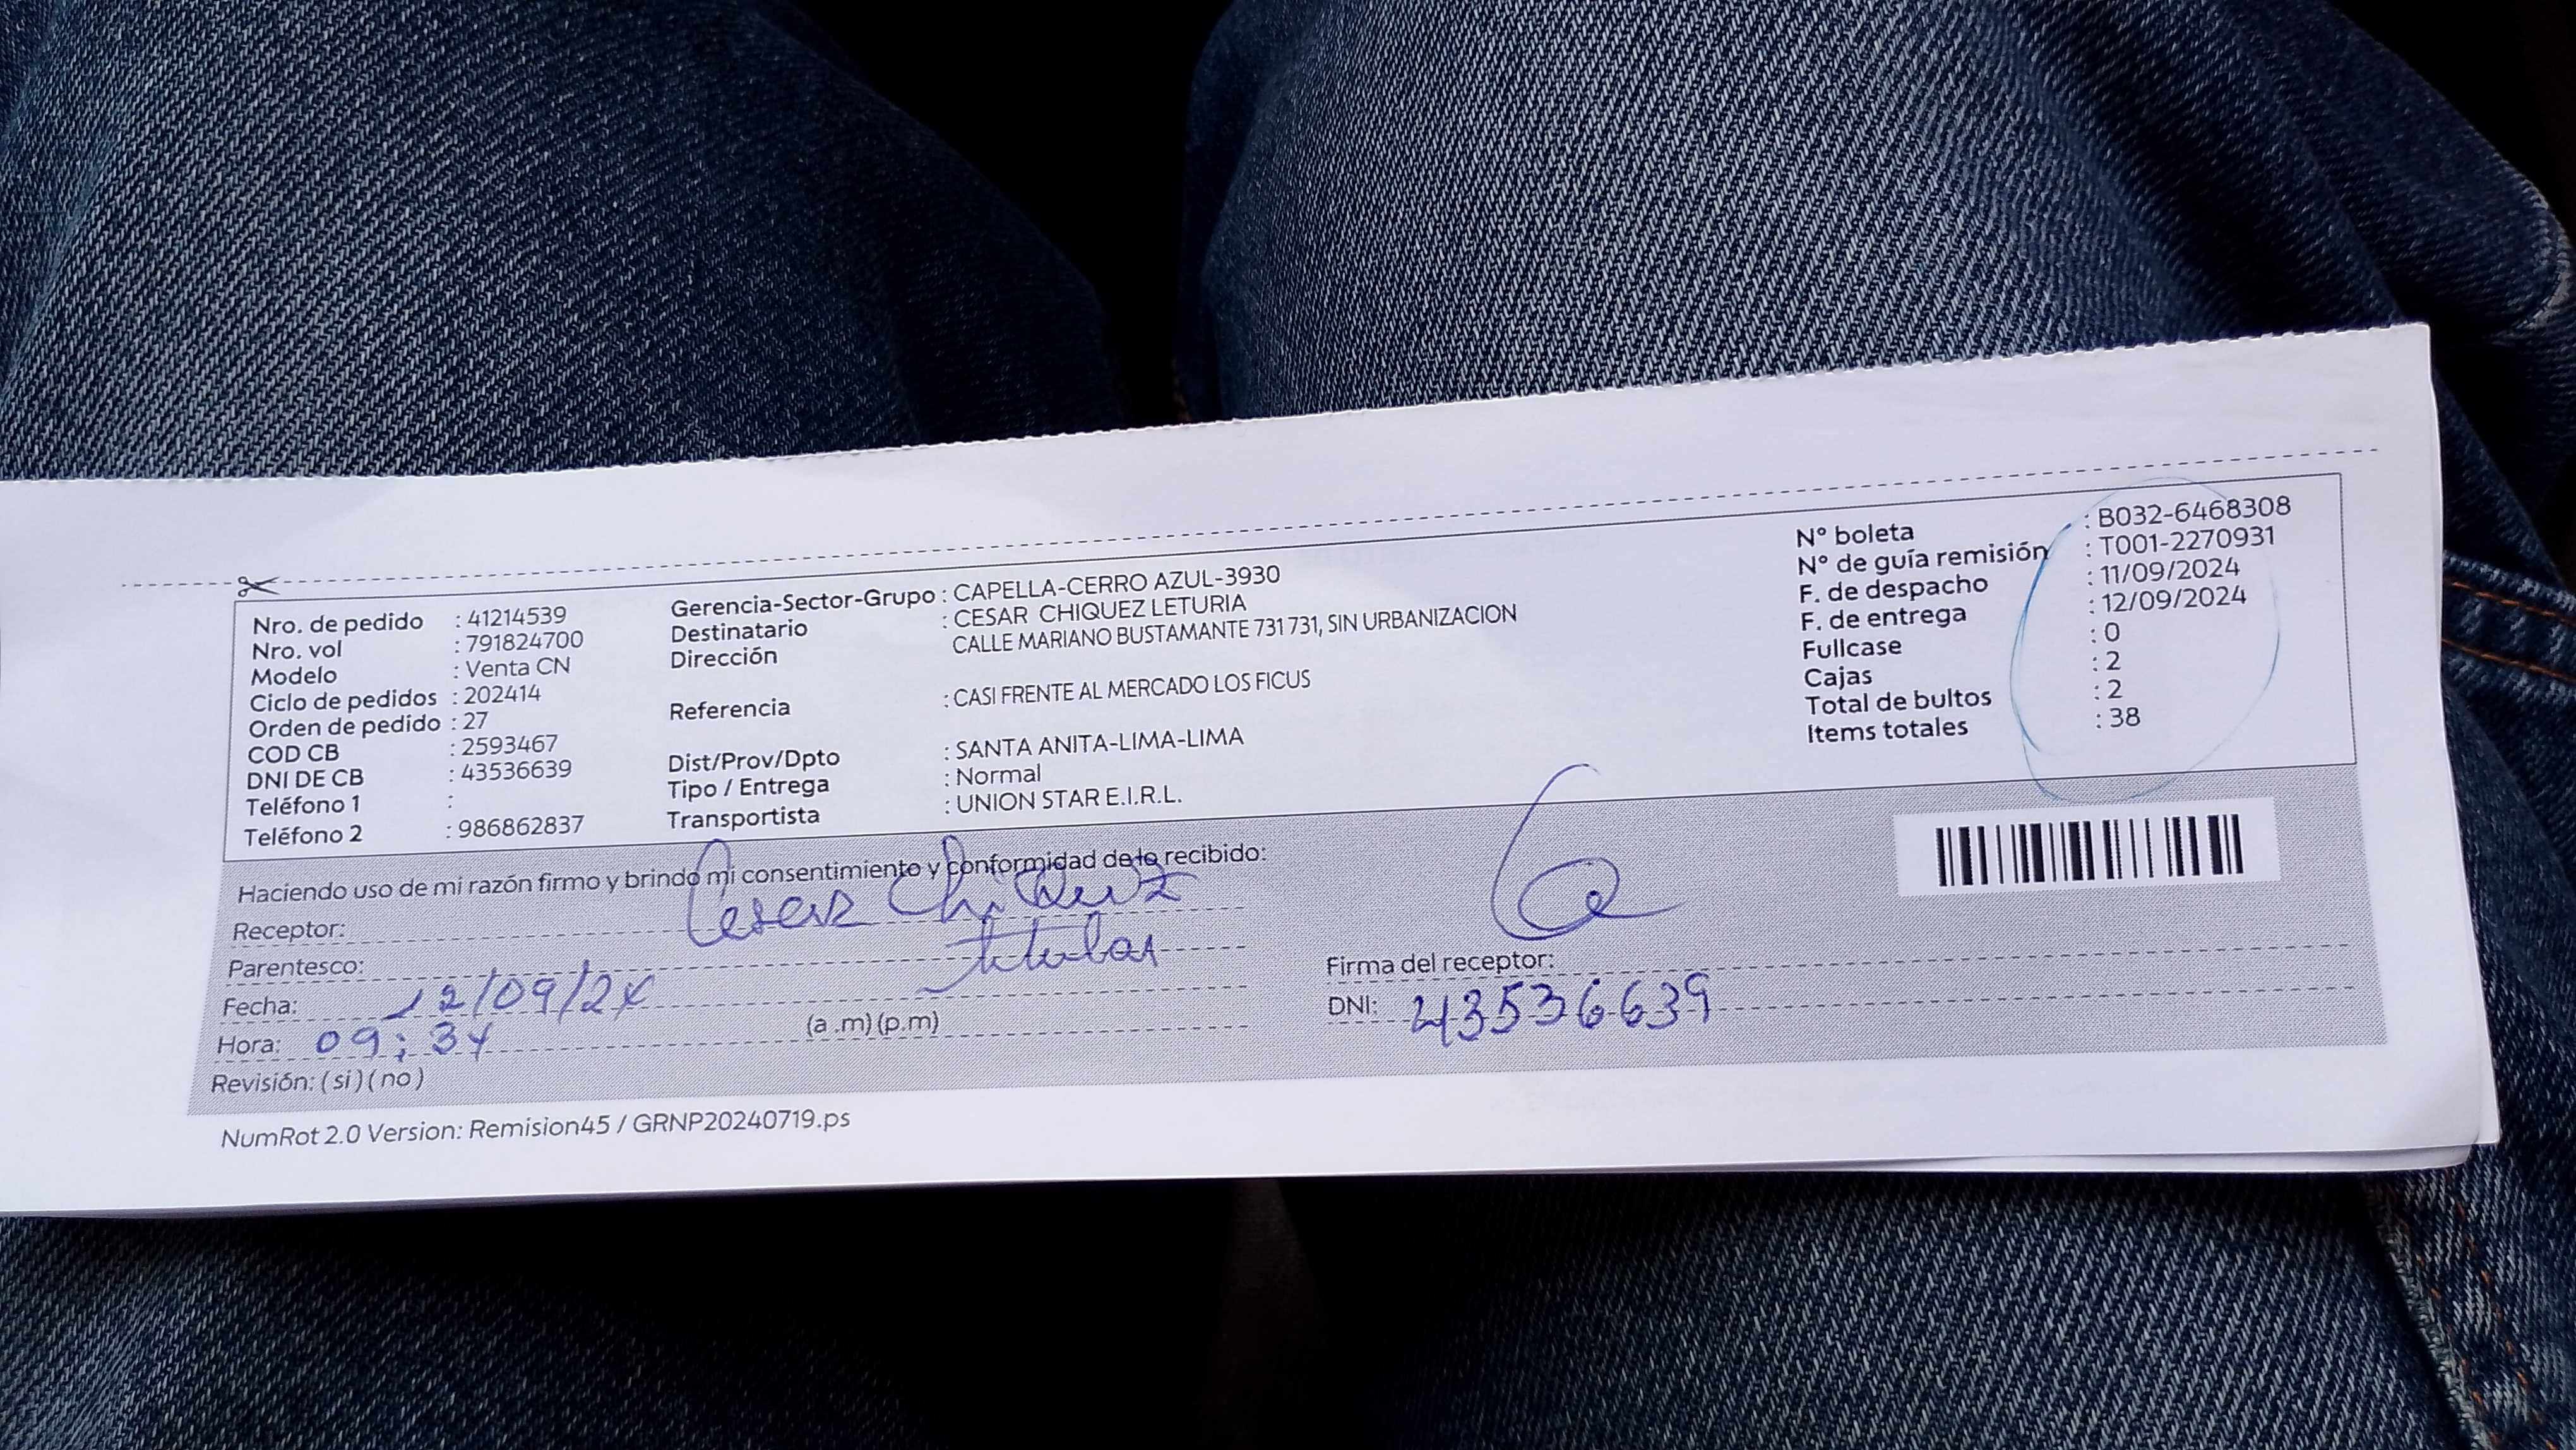 Nro. de pedido : 41214539
Nro. vol : 791824700
Modelo : Venta CN
Ciclo de pedidos : 202414
Orden de pedido : 27
COD CB : 2593467
DNI DE CB : 43536639
Teléfono 1 :
Teléfono 2 : 986862837
Gerencia-Sector-Grupo : CAPELLA-CERRO AZUL-3930
Destinatario : CESAR CHIQUEZ LETURIA
Dirección CALLE MARIANO BUSTAMANTE 731 731, SIN URBANIZACION
Referencia : CASI FRENTE AL MERCADO LOS FICUS
Dist/Prov/Dpto : SANTA ANITA-LIMA-LIMA
Tipo / Entrega : Normal
Transportista : UNION STAR E.I.R.L.
N° boleta : B032-6468308
N° de guía remisión : T001-2270931
F. de despacho : 11/09/2024
F. de entrega : 12/09/2024
Fullcase : 0
Cajas : 2
Total de bultos : 2
Items totales : 38
Haciendo uso de mi razón firmo y brindo mi consentimiento y conformidad de lo recibido:
Receptor: Cesar Chiquez
Parentesco: titular
Fecha: 12/09/24
Hora: 09:34 (a .m) (p.m)
Revisión: ( si ) ( no )
Firma del receptor:
DNI: 43536639
NumRot 2.0 Version: Remision45 / GRNP20240719.ps